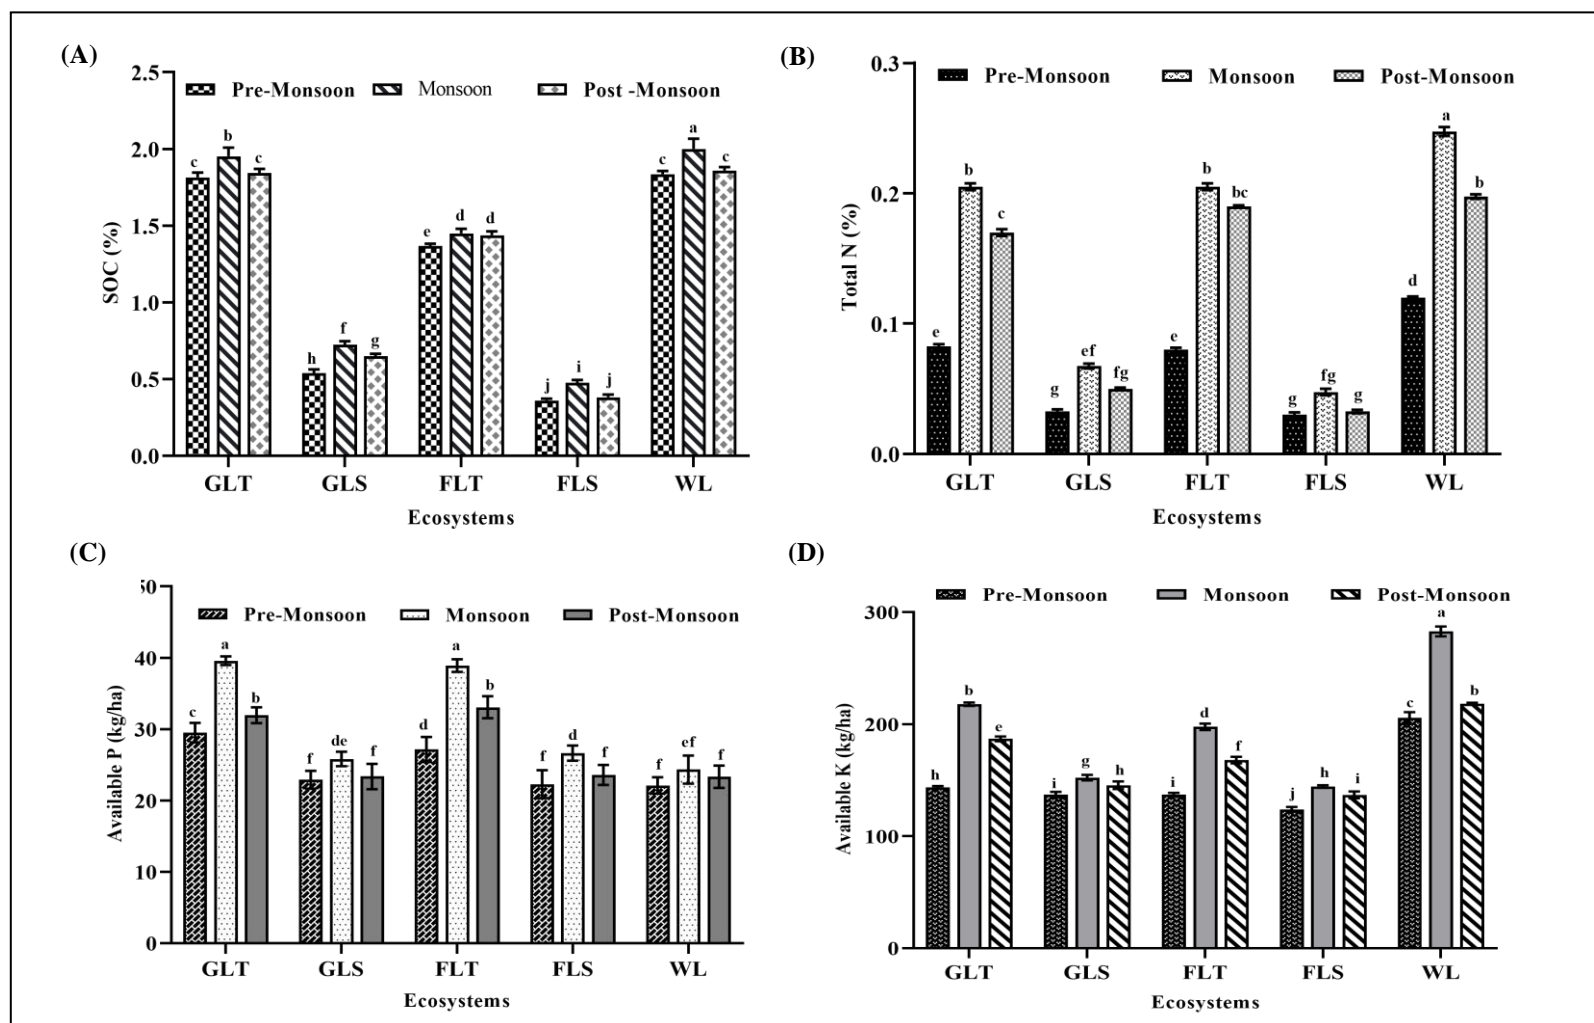 (A)
2.5
2.0
1.5
1.0
0.5
0.0
SOC (%)
Pre-Monsoon Monsoon Post -Monsoon
c b c
h f g
e d d
j i j
c a c
GLT GLS FLT FLS WL
Ecosystems
(B)
0.3
0.2
0.1
0.0
Total N (%)
Pre-Monsoon Monsoon Post-Monsoon
e b c
g ef fg
e b bc
g fg g
d a b
GLT GLS FLT FLS WL
Ecosystems
(C)
50
40
30
20
10
0
Available P (kg/ha)
Pre-Monsoon Monsoon Post-Monsoon
c a b
f de f
d a b
f d f
f ef f
GLT GLS FLT FLS WL
Ecosystems
(D)
300
200
100
0
Available K (kg/ha)
Pre-Monsoon Monsoon Post-Monsoon
h b e
i g h
i d f
j h i
c a b
GLT GLS FLT FLS WL
Ecosystems